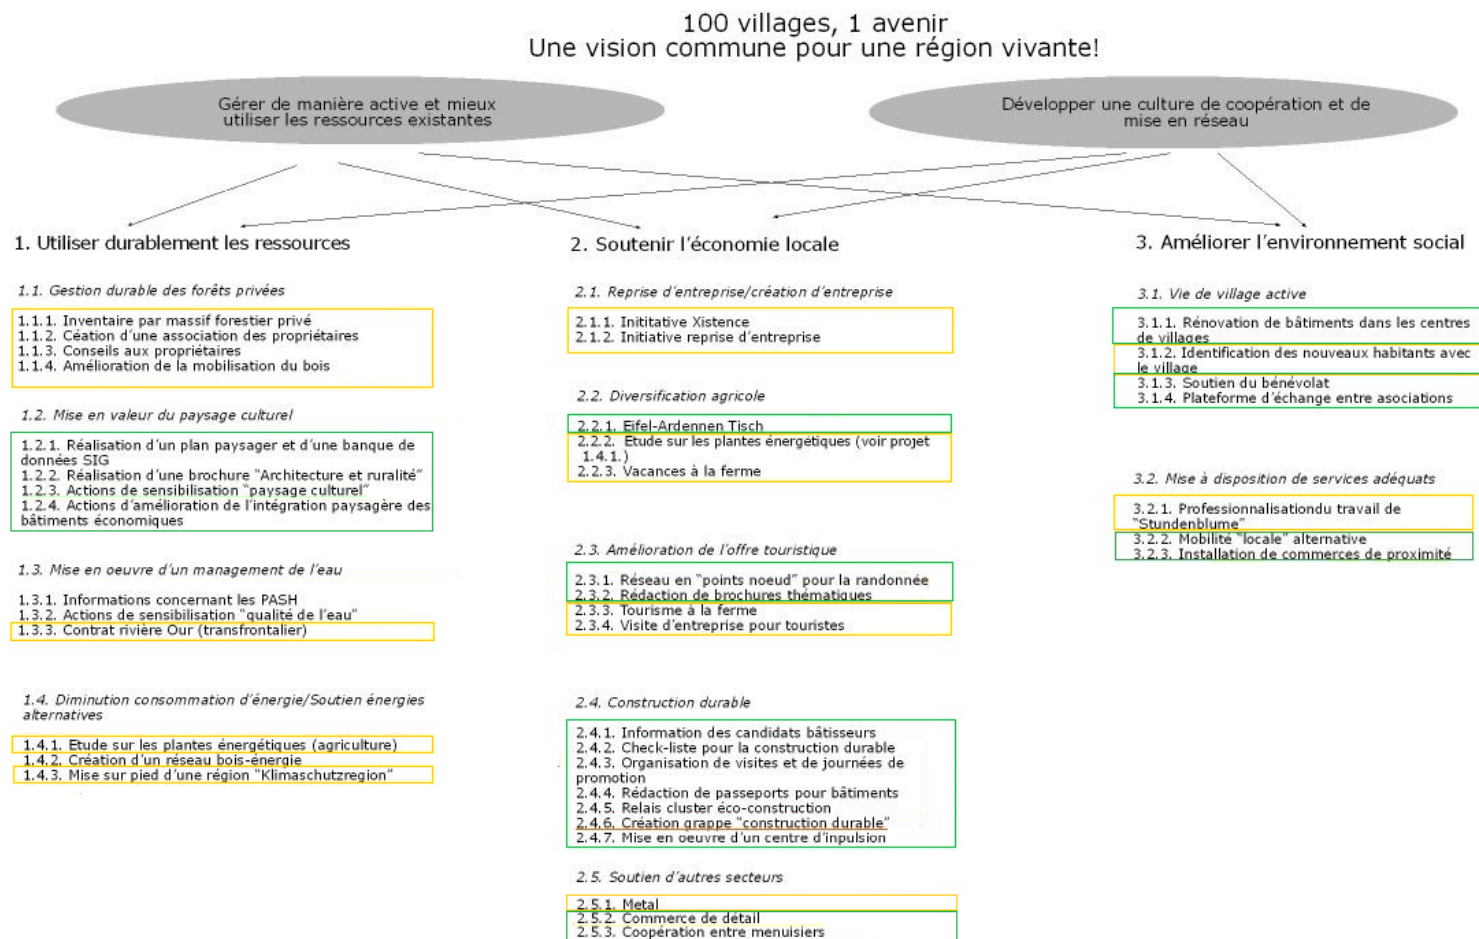 100 villages, 1 avenir
Une vision commune pour une région vivante!
Gérer de manière active et mieux
utiliser les ressources existantes
Développer une culture de coopération et de
mise en réseau
1. Utiliser durablement les ressources
1.1. Gestion durable des forêts privées
1.1.1. Inventaire par massif forestier privé
1.1.2. Céation d'une association des propriétaires
1.1.3. Conseils aux propriétaires
1.1.4. Amélioration de la mobilisation du bois
1.2. Mise en valeur du paysage culturel
1.2.1. Réalisation d'un plan paysager et d'une banque de
données SIG
1.2.2. Réalisation d'une brochure "Architecture et ruralité"
1.2.3. Actions de sensibilisation "paysage culturel"
1.2.4. Actions d'amélioration de l'intégration paysagère des
bâtiments économiques
1.3. Mise en oeuvre d'un management de l'eau
1.3.1. Informations concernant les PASH
1.3.2. Actions de sensibilisation "qualité de l'eau"
1.3.3. Contrat rivière Our (transfrontalier)
1.4. Diminution consommation d'énergie/Soutien énergies
alternatives
1.4.1. Etude sur les plantes énergétiques (agriculture)
1.4.2. Création d'un réseau bois-énergie
1.4.3. Mise sur pied d'une région "Klimaschutzregion"
2. Soutenir l'économie locale
2.1. Reprise d'entreprise/création d'entreprise
2.1.1. Inititative Xistence
2.1.2. Initiative reprise d'entreprise
2.2. Diversification agricole
2.2.1. Eifel-Ardennen Tisch
2.2.2. Etude sur les plantes énergétiques (voir projet
1.4.1.)
2.2.3. Vacances à la ferme
2.3. Amélioration de l'offre touristique
2.3.1. Réseau en "points noeud" pour la randonnée
2.3.2. Rédaction de brochures thématiques
2.3.3. Tourisme à la ferme
2.3.4. Visite d'entreprise pour touristes
2.4. Construction durable
2.4.1. Information des candidats bâtisseurs
2.4.2. Check-liste pour la construction durable
2.4.3. Organisation de visites et de journées de
promotion
2.4.4. Rédaction de passeports pour bâtiments
2.4.5. Relais cluster éco-construction
2.4.6. Création grappe "construction durable"
2.4.7. Mise en oeuvre d'un centre d'inpulsion
2.5. Soutien d'autres secteurs
2.5.1. Metal
2.5.2. Commerce de détail
2.5.3. Coopération entre menuisiers
3. Améliorer l'environnement social
3.1. Vie de village active
3.1.1. Rénovation de bâtiments dans les centres
de villages
3.1.2. Identification des nouveaux habitants avec
le village
3.1.3. Soutien du bénévolat
3.1.4. Plateforme d'échange entre asociations
3.2. Mise à disposition de services adéquats
3.2.1. Professionnalisationdu travail de
"Stundenblume"
3.2.2. Mobilité "locale" alternative
3.2.3. Installation de commerces de proximité